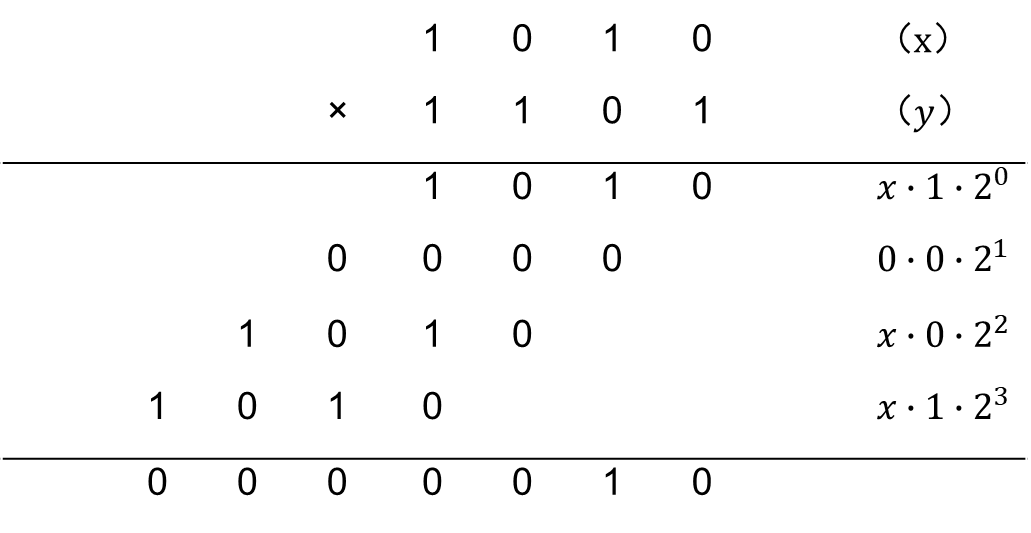 1 0 1 0 (x)
× 1 1 0 1 (y)
1 0 1 0 x · 1 · 2⁰
0 0 0 0 0 · 0 · 2¹
1 0 1 0 x · 0 · 2²
1 0 1 0 x · 1 · 2³
0 0 0 0 0 1 0